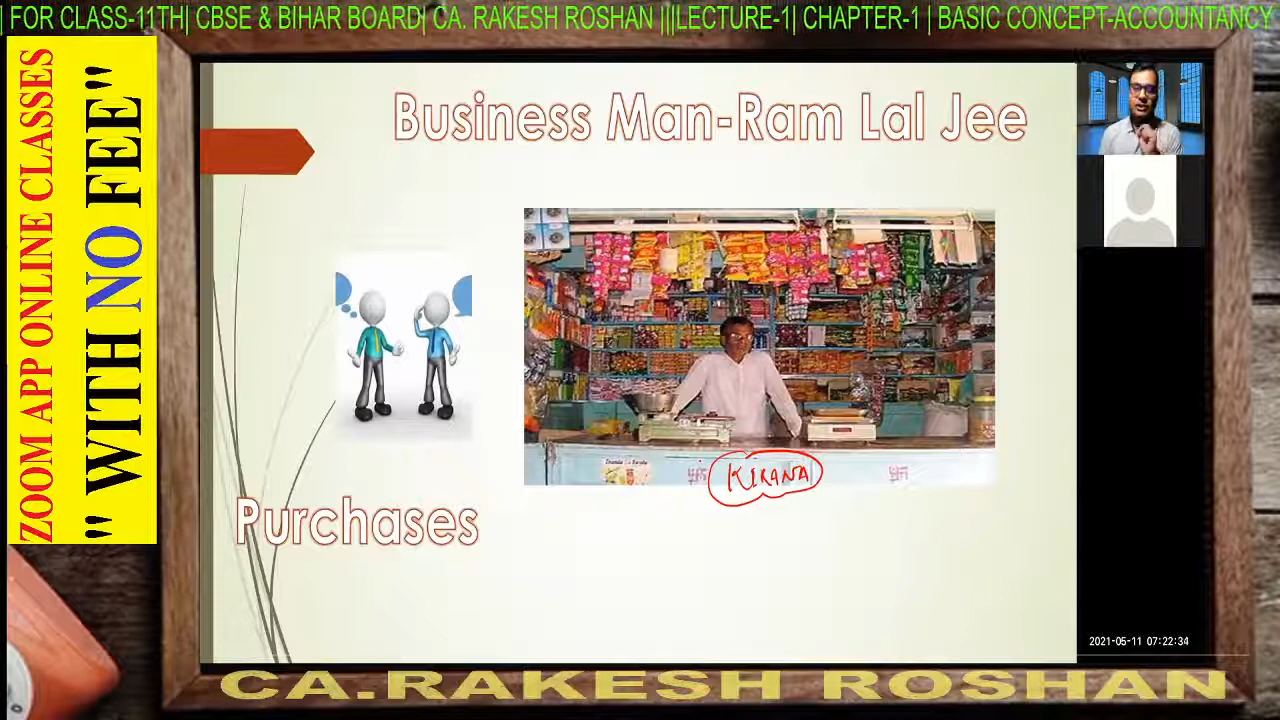 | FOR CLASS-11TH| CBSE & BIHAR BOARD| CA. RAKESH ROSHAN |||LECTURE-1| CHAPTER-1 | BASIC CONCEPT-ACCOUNTANCY
ZOOM APP ONLINE CLASSES
" WITH NO FEE"
Business Man-Ram Lal Jee
KIRANA
Purchases
2021-05-11 07:22:34
CA.RAKESH ROSHAN